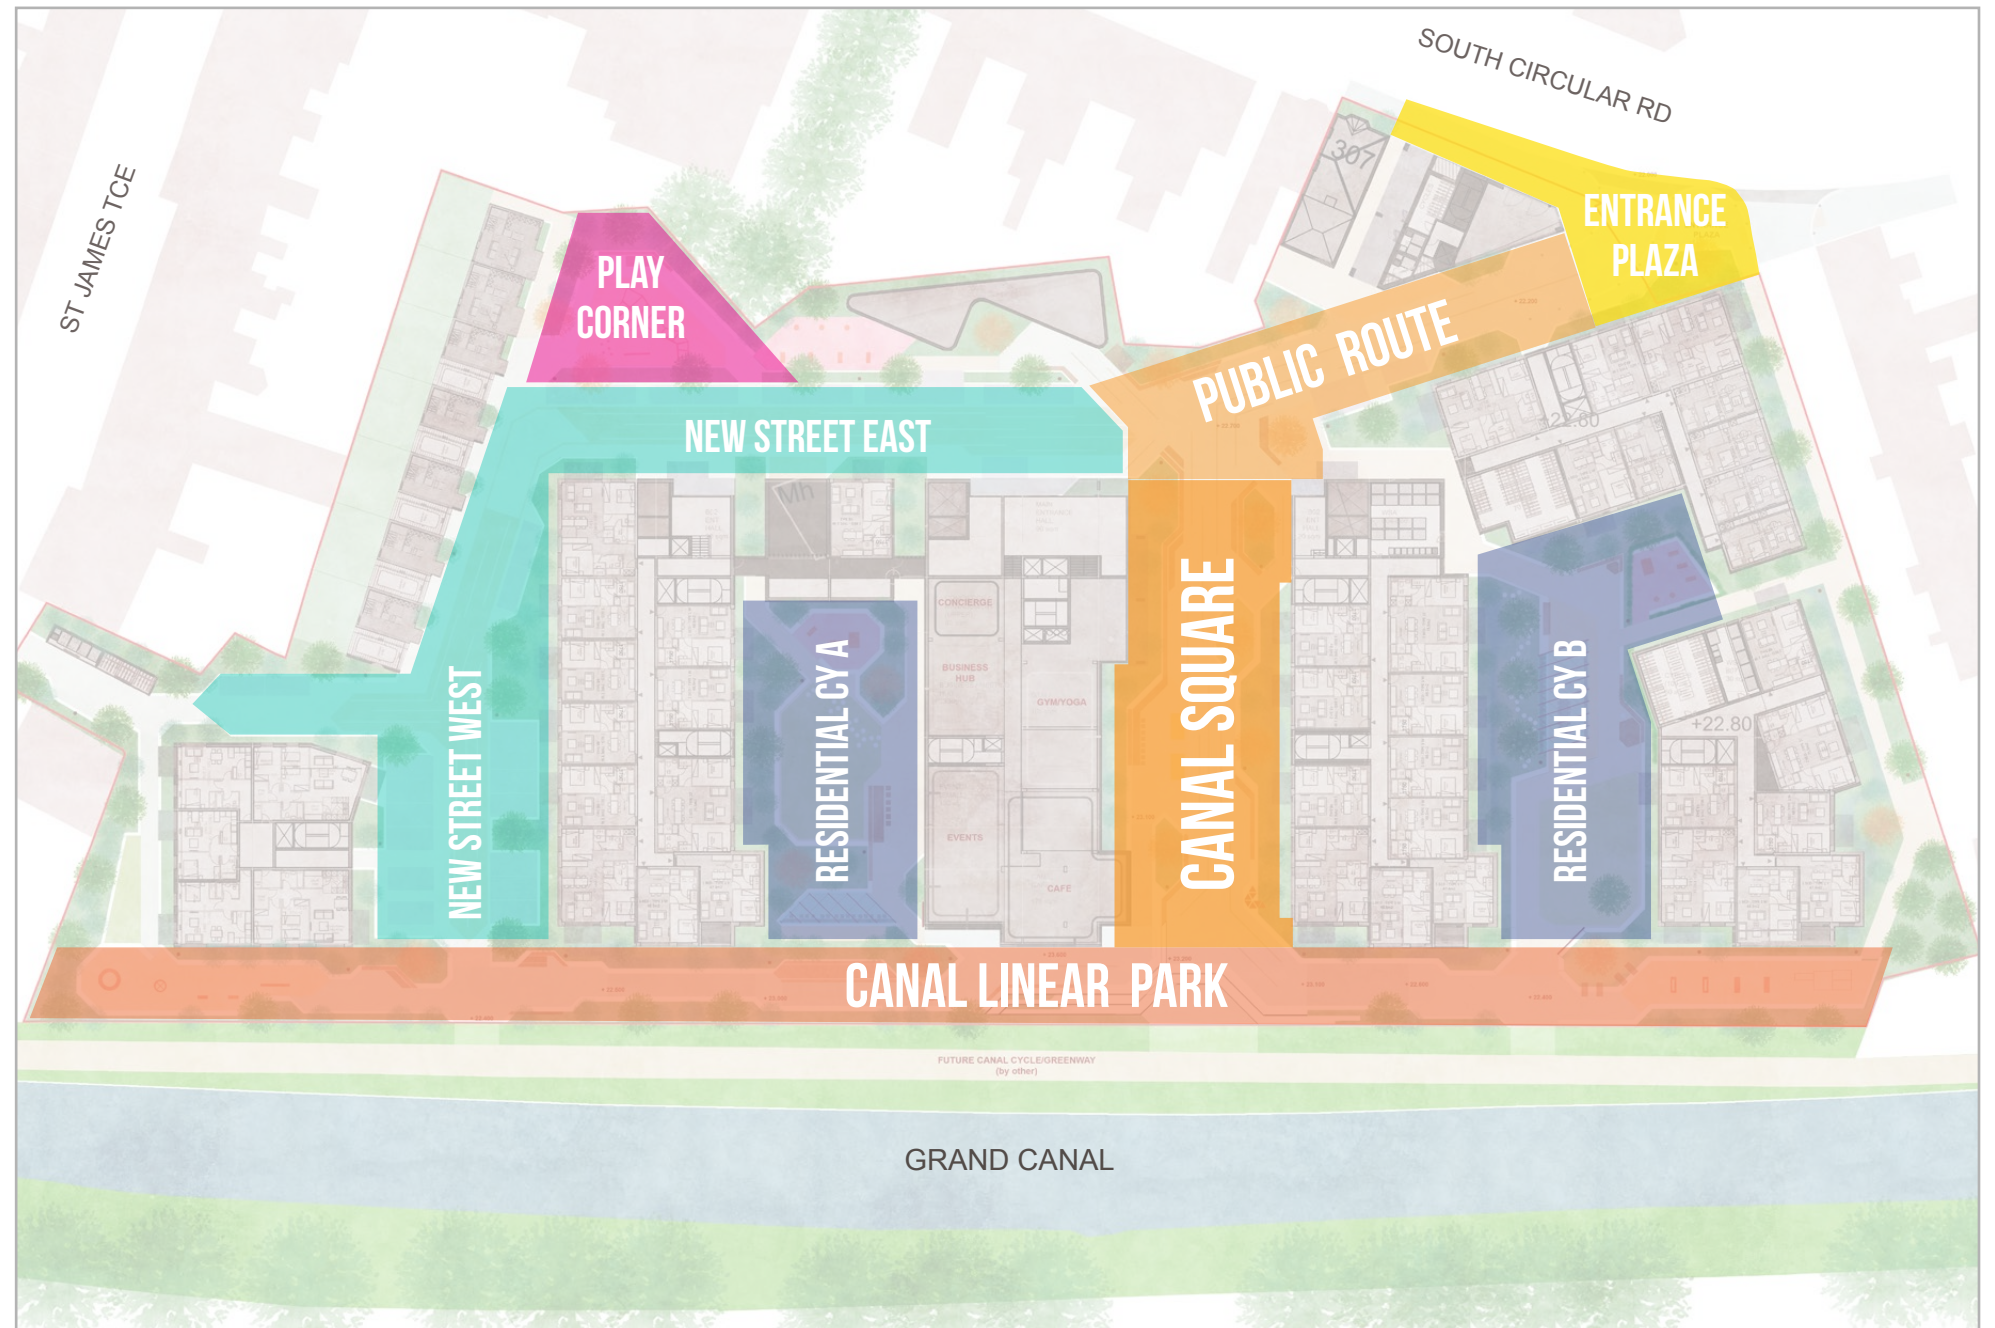 SOUTH CIRCULAR RD
ST JAMES TCE
307
ENTRANCE
PLAZA
PLAY
CORNER
PUBLIC ROUTE
NEW STREET EAST
+22.80
Mh
CONCIERGE
BUSINESS
HUB
GYM/YOGA
EVENTS
CAFE
NEW STREET WEST
RESIDENTIAL CY A
CANAL SQUARE
RESIDENTIAL CY B
+22.80
CANAL LINEAR PARK
FUTURE CANAL CYCLE/GREENWAY
(by other)
GRAND CANAL